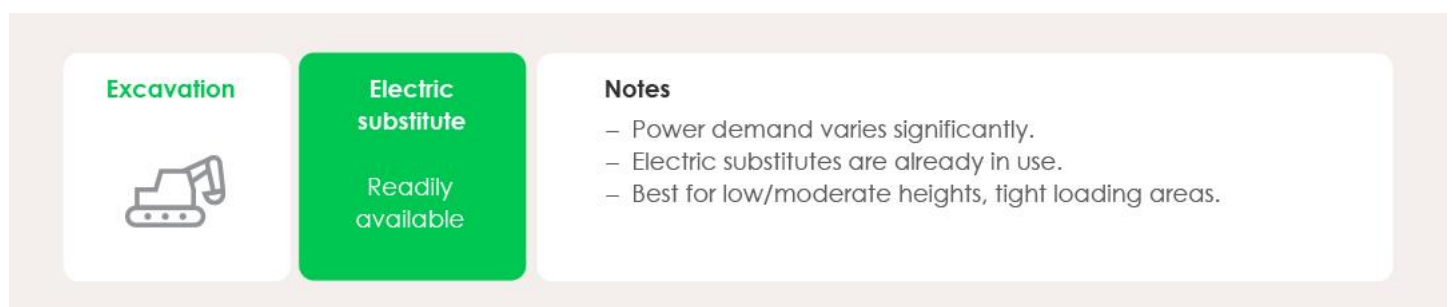 Excavation
Electric
substitute
Readily
available
Notes
– Power demand varies significantly.
– Electric substitutes are already in use.
– Best for low/moderate heights, tight loading areas.